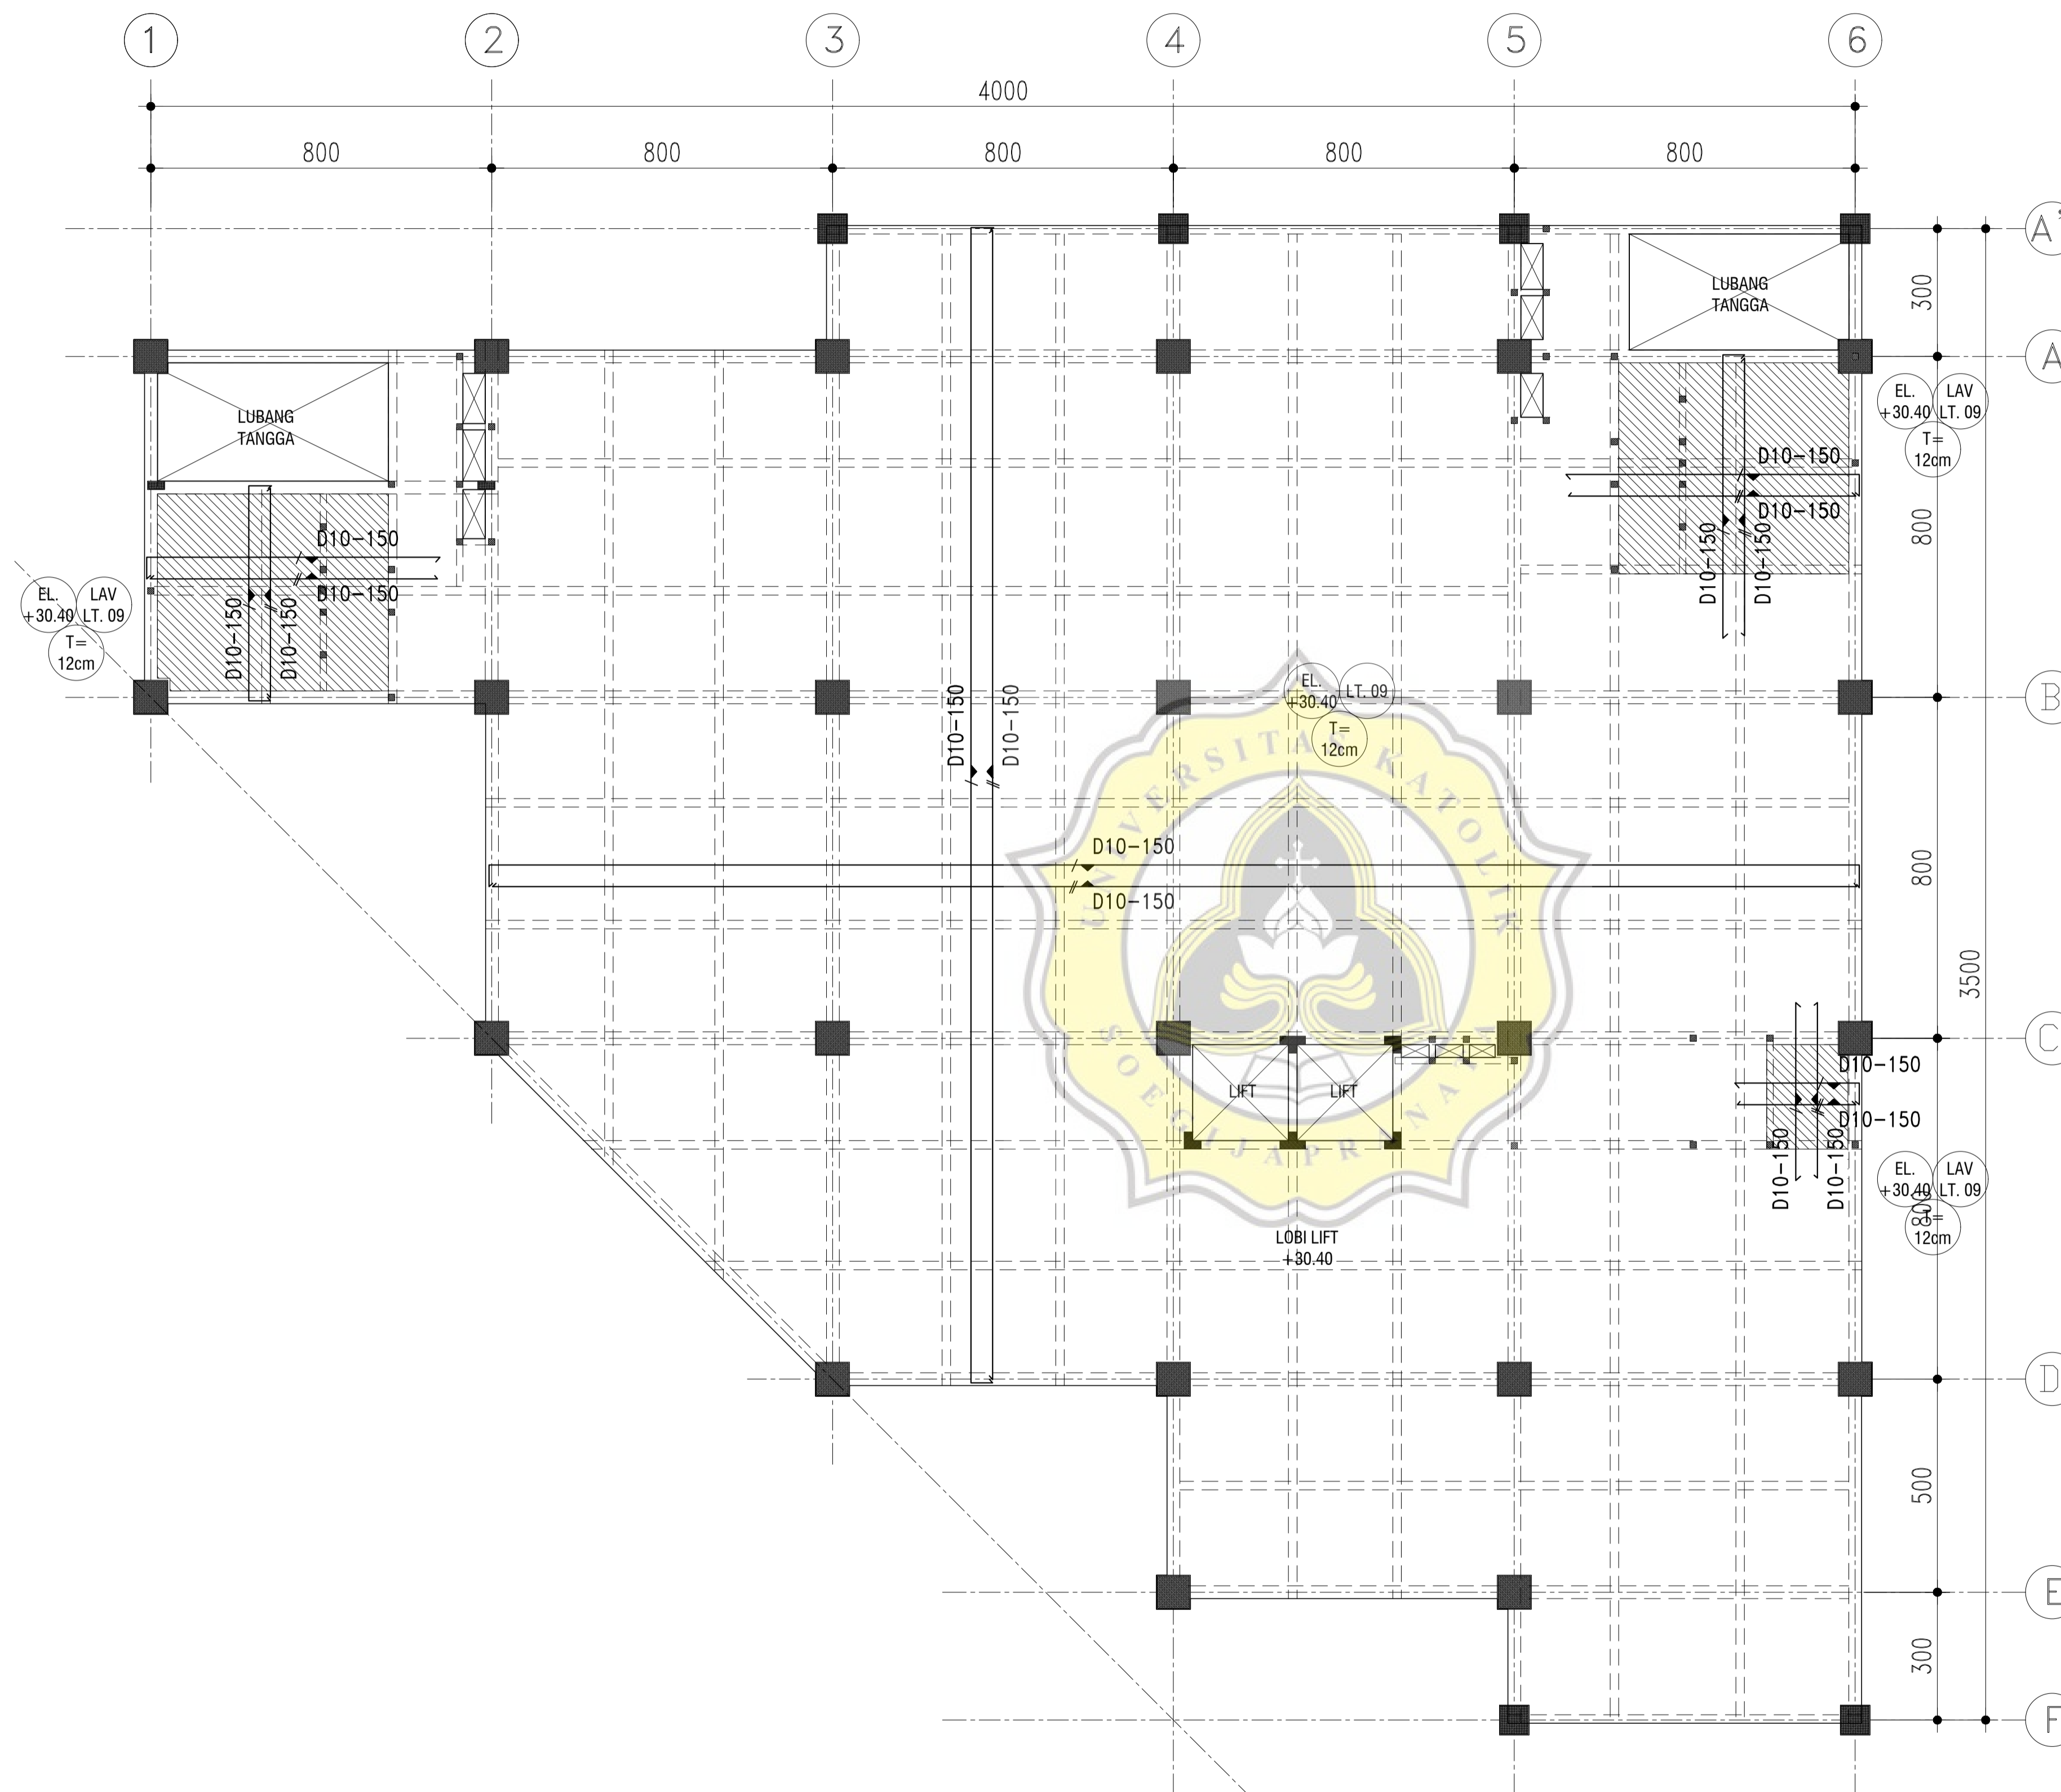 1 2 3 4 5 6
4000
800 800 800 800 800
A'
300
LUBANG
TANGGA
A
LUBANG
TANGGA
EL.
+30.40
LAV
LT. 09
T=
12cm
D10-150
D10-150
D10-150
D10-150
800
D10-150
D10-150
D10-150
D10-150
EL.
+30.40
LAV
LT. 09
T=
12cm
B
EL.
+30.40
LT. 09
T=
12cm
D10-150
D10-150
UNIVERSITAS KATOLIK
SOEGIJAPRANATA
D10-150
D10-150
800
3500
C
LIFT
LIFT
D10-150
D10-150
D10-150
D10-150
EL.
+30.40
LAV
LT. 09
T=
12cm
800
LOBI LIFT
+30.40
D
500
E
300
F